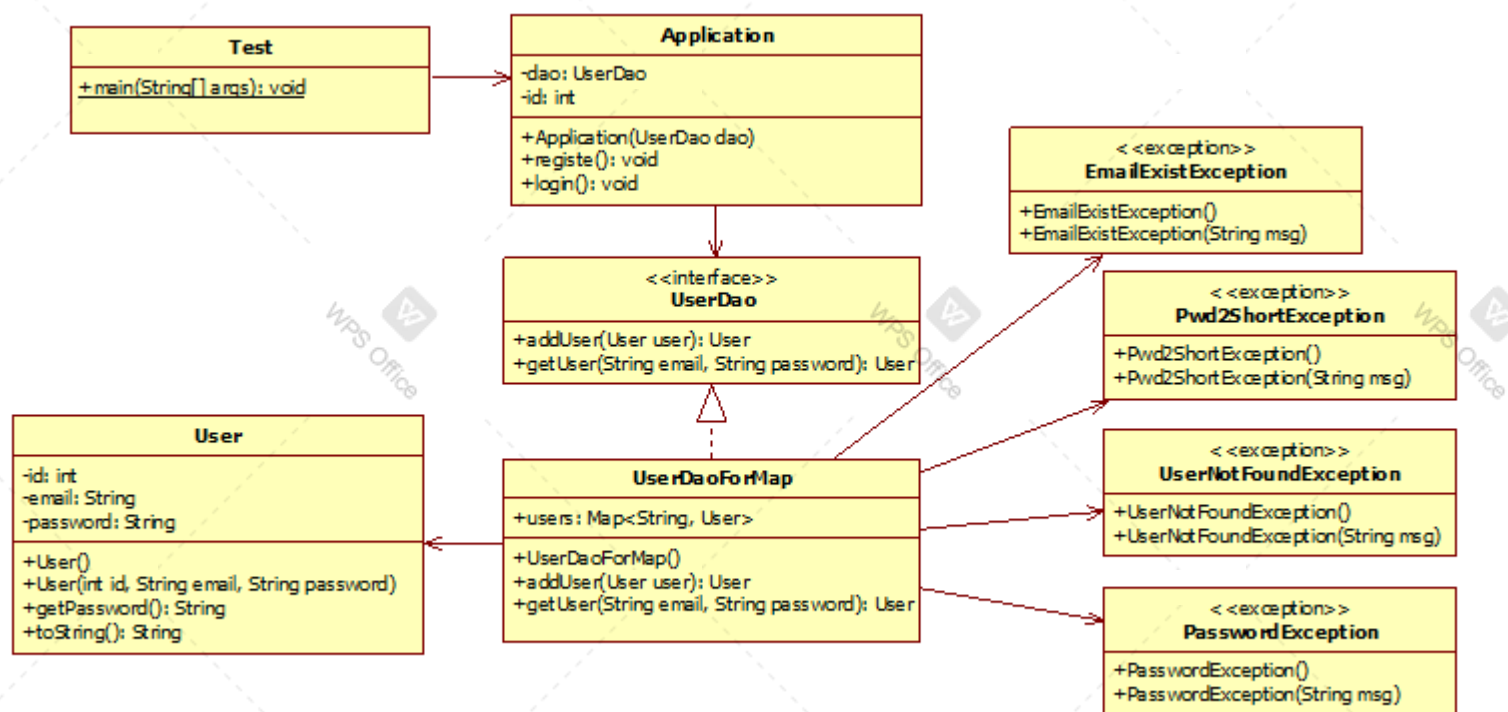 Test
+main(String[] args): void
Application
-dao: UserDao
-id: int
+Application(UserDao dao)
+registe(): void
+login(): void
<<exception>>
EmailExistException
+EmailExistException()
+EmailExistException(String msg)
<<interface>>
UserDao
+addUser(User user): User
+getUser(String email, String password): User
<<exception>>
Pwd2ShortException
+Pwd2ShortException()
+Pwd2ShortException(String msg)
User
-id: int
-email: String
-password: String
+User()
+User(int id, String email, String password)
+getPassword(): String
+toString(): String
UserDaoForMap
+users: Map<String, User>
+UserDaoForMap()
+addUser(User user): User
+getUser(String email, String password): User
<<exception>>
UserNotFoundException
+UserNotFoundException()
+UserNotFoundException(String msg)
<<exception>>
PasswordException
+PasswordException()
+PasswordException(String msg)
WPS Office
WPS Office
WPS Office